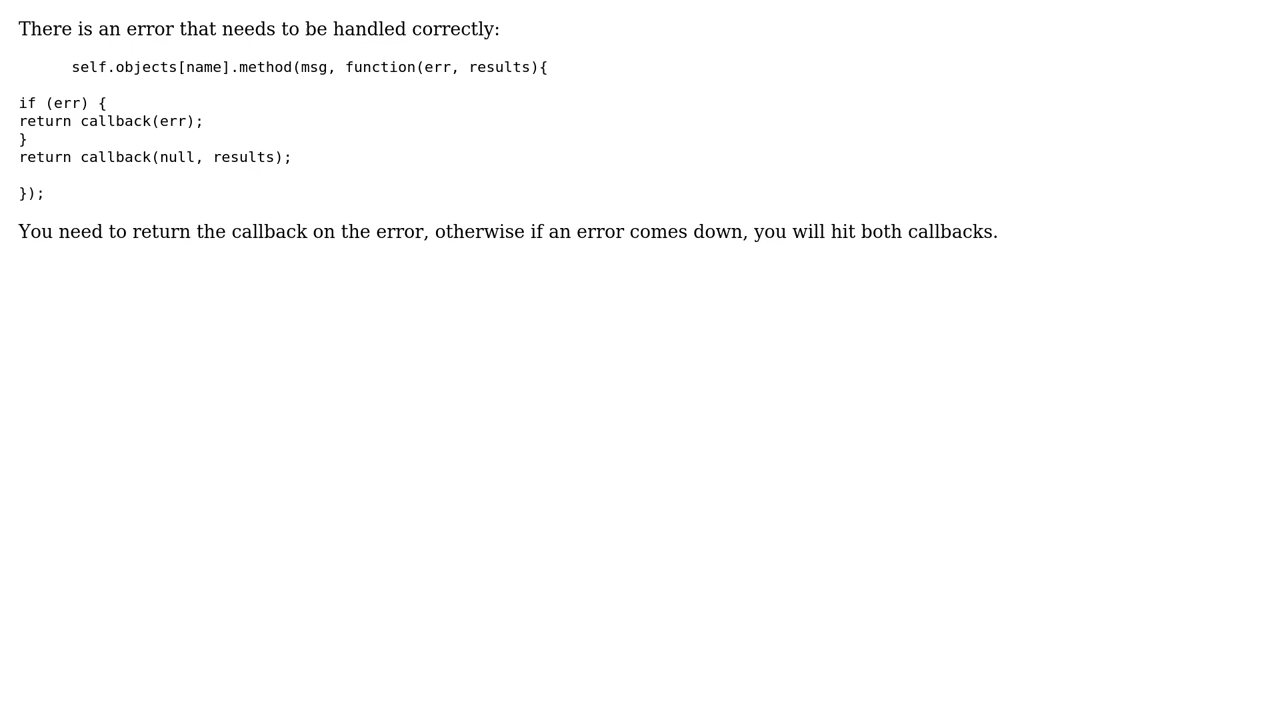 There is an error that needs to be handled correctly:
self.objects[name].method(msg, function(err, results){
if (err) {
return callback(err);
}
return callback(null, results);
});
You need to return the callback on the error, otherwise if an error comes down, you will hit both callbacks.